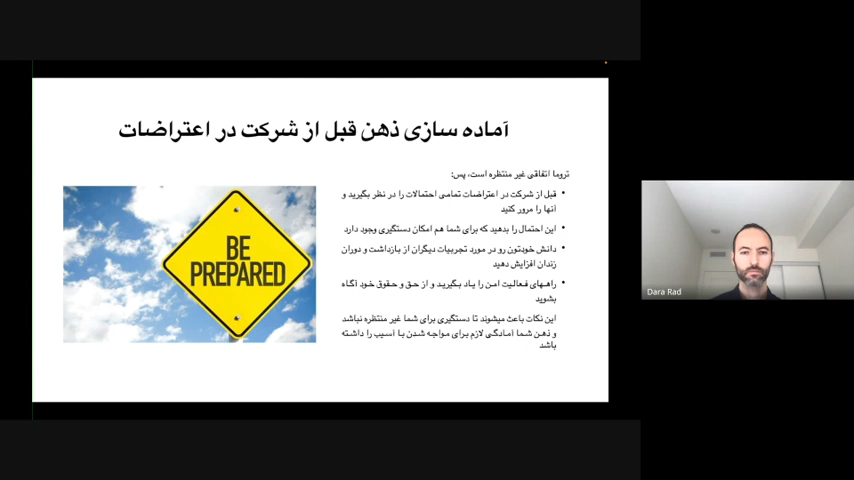 آماده سازی ذهن قبل از شرکت در اعتراضات
تروما اتفاقی غیر منتظره است، پس:
• قبل از شرکت در اعتراضات تمامی احتمالات را در نظر بگیرید و
آنها را مرور کنید
• این احتمال را بدهید که برای شما هم امکان دستگیری وجود دارد
• دانش خودتون رو در مورد تجربیات دیگران از بازداشت و دوران
زندان افزایش دهید
• راههای فعالیت امن را یاد بگیرید و از حق و حقوق خود آگاه
بشوید
این نکات باعث میشوند تا دستگیری برای شما غیر منتظره نباشد
و ذهن شما آمادگی لازم برای مواجه شدن با آسیب را داشته
باشد
BE
PREPARED
Dara Rad